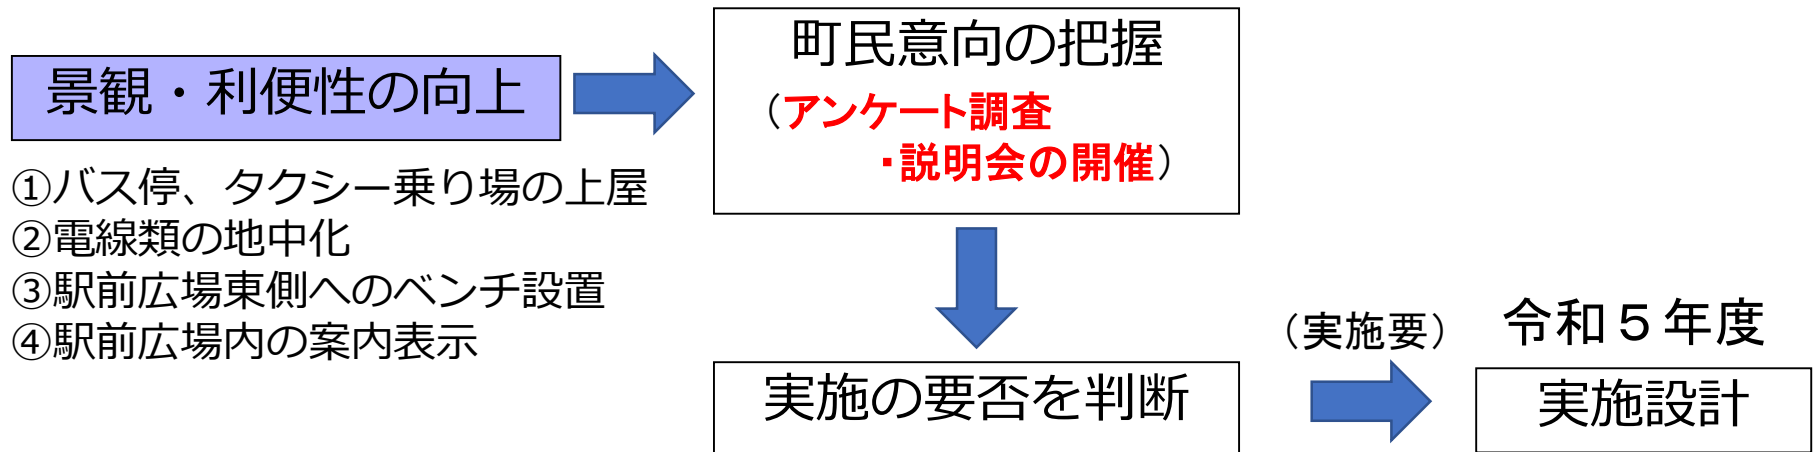 景観・利便性の向上
①バス停、タクシー乗り場の上屋
②電線類の地中化
③駅前広場東側へのベンチ設置
④駅前広場内の案内表示
町民意向の把握
（アンケート調査
・説明会の開催）
実施の要否を判断
（実施要）
令和５年度
実施設計